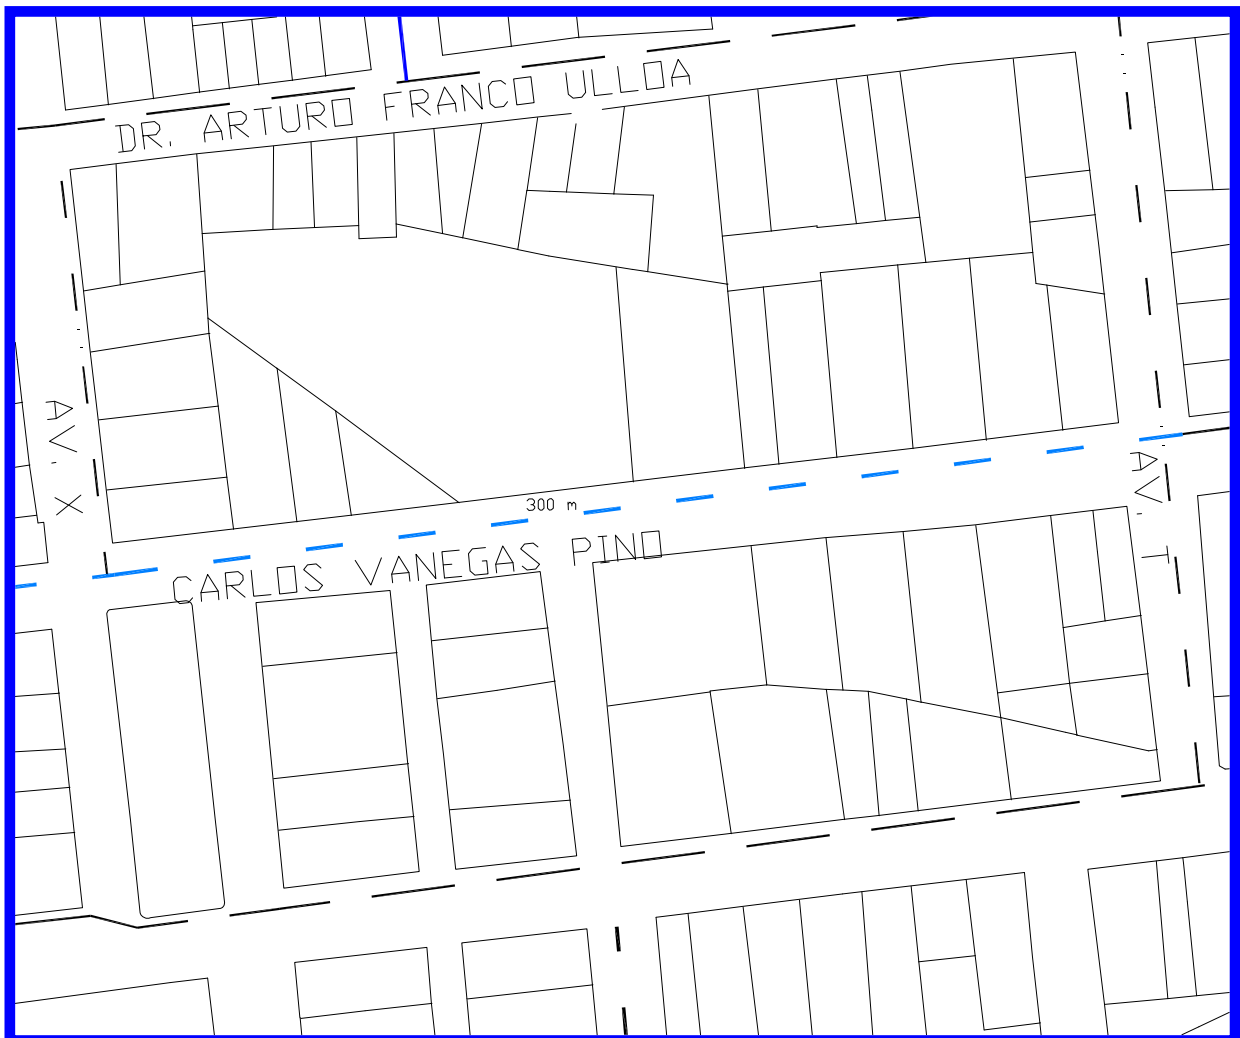 DR. ARTURO FRANCO ULLOA
AV. X
AV. T
300 m
CARLOS VANEGAS PINO